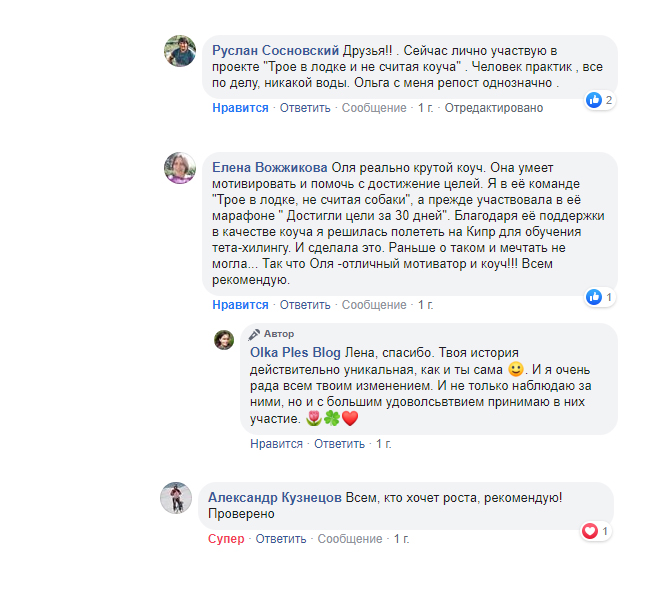 Руслан Сосновский Друзья!! . Сейчас лично участвую в
проекте "Трое в лодке и не считая коуча" . Человек практик , все
по делу, никакой воды. Ольга с меня репост однозначно .
2
Нравится · Ответить · Сообщение · 1 г. · Отредактировано
Елена Вожжикова Оля реально крутой коуч. Она умеет
мотивировать и помочь с достижение целей. Я в её команде
"Трое в лодке, не считая собаки", а прежде участвовала в её
марафоне " Достигли цели за 30 дней". Благодаря её поддержки
в качестве коуча я решилась полететь на Кипр для обучения
тета-хилингу. И сделала это. Раньше о таком и мечтать не
могла... Так что Оля -отличный мотиватор и коуч!!! Всем
рекомендую.
1
Нравится · Ответить · Сообщение · 1 г.
Автор
Olka Ples Blog Лена, спасибо. Твоя история
действительно уникальная, как и ты сама 🙂. И я очень
рада всем твоим изменением. И не только наблюдаю за
ними, но и с большим удоволсьвтвием принимаю в них
участие. 🌷🍀❤️
Нравится · Ответить · 1 г.
Александр Кузнецов Всем, кто хочет роста, рекомендую!
Проверено
1
Супер · Ответить · Сообщение · 1 г.